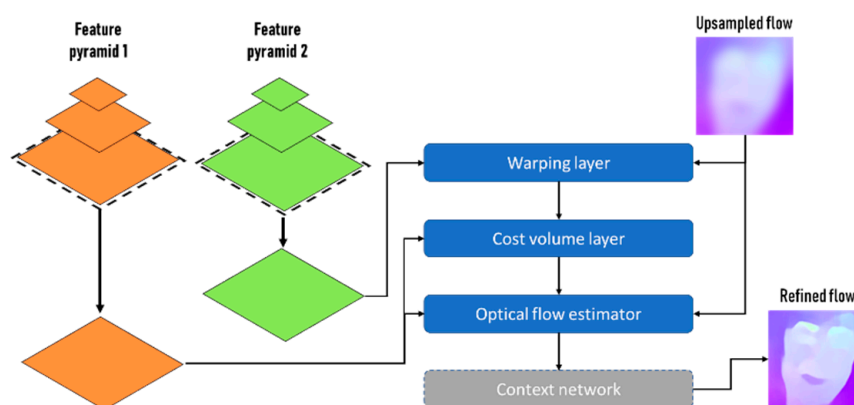 Feature
pyramid 1
Feature
pyramid 2
Upsampled flow
Warping layer
Cost volume layer
Optical flow estimator
Refined flow
Context network